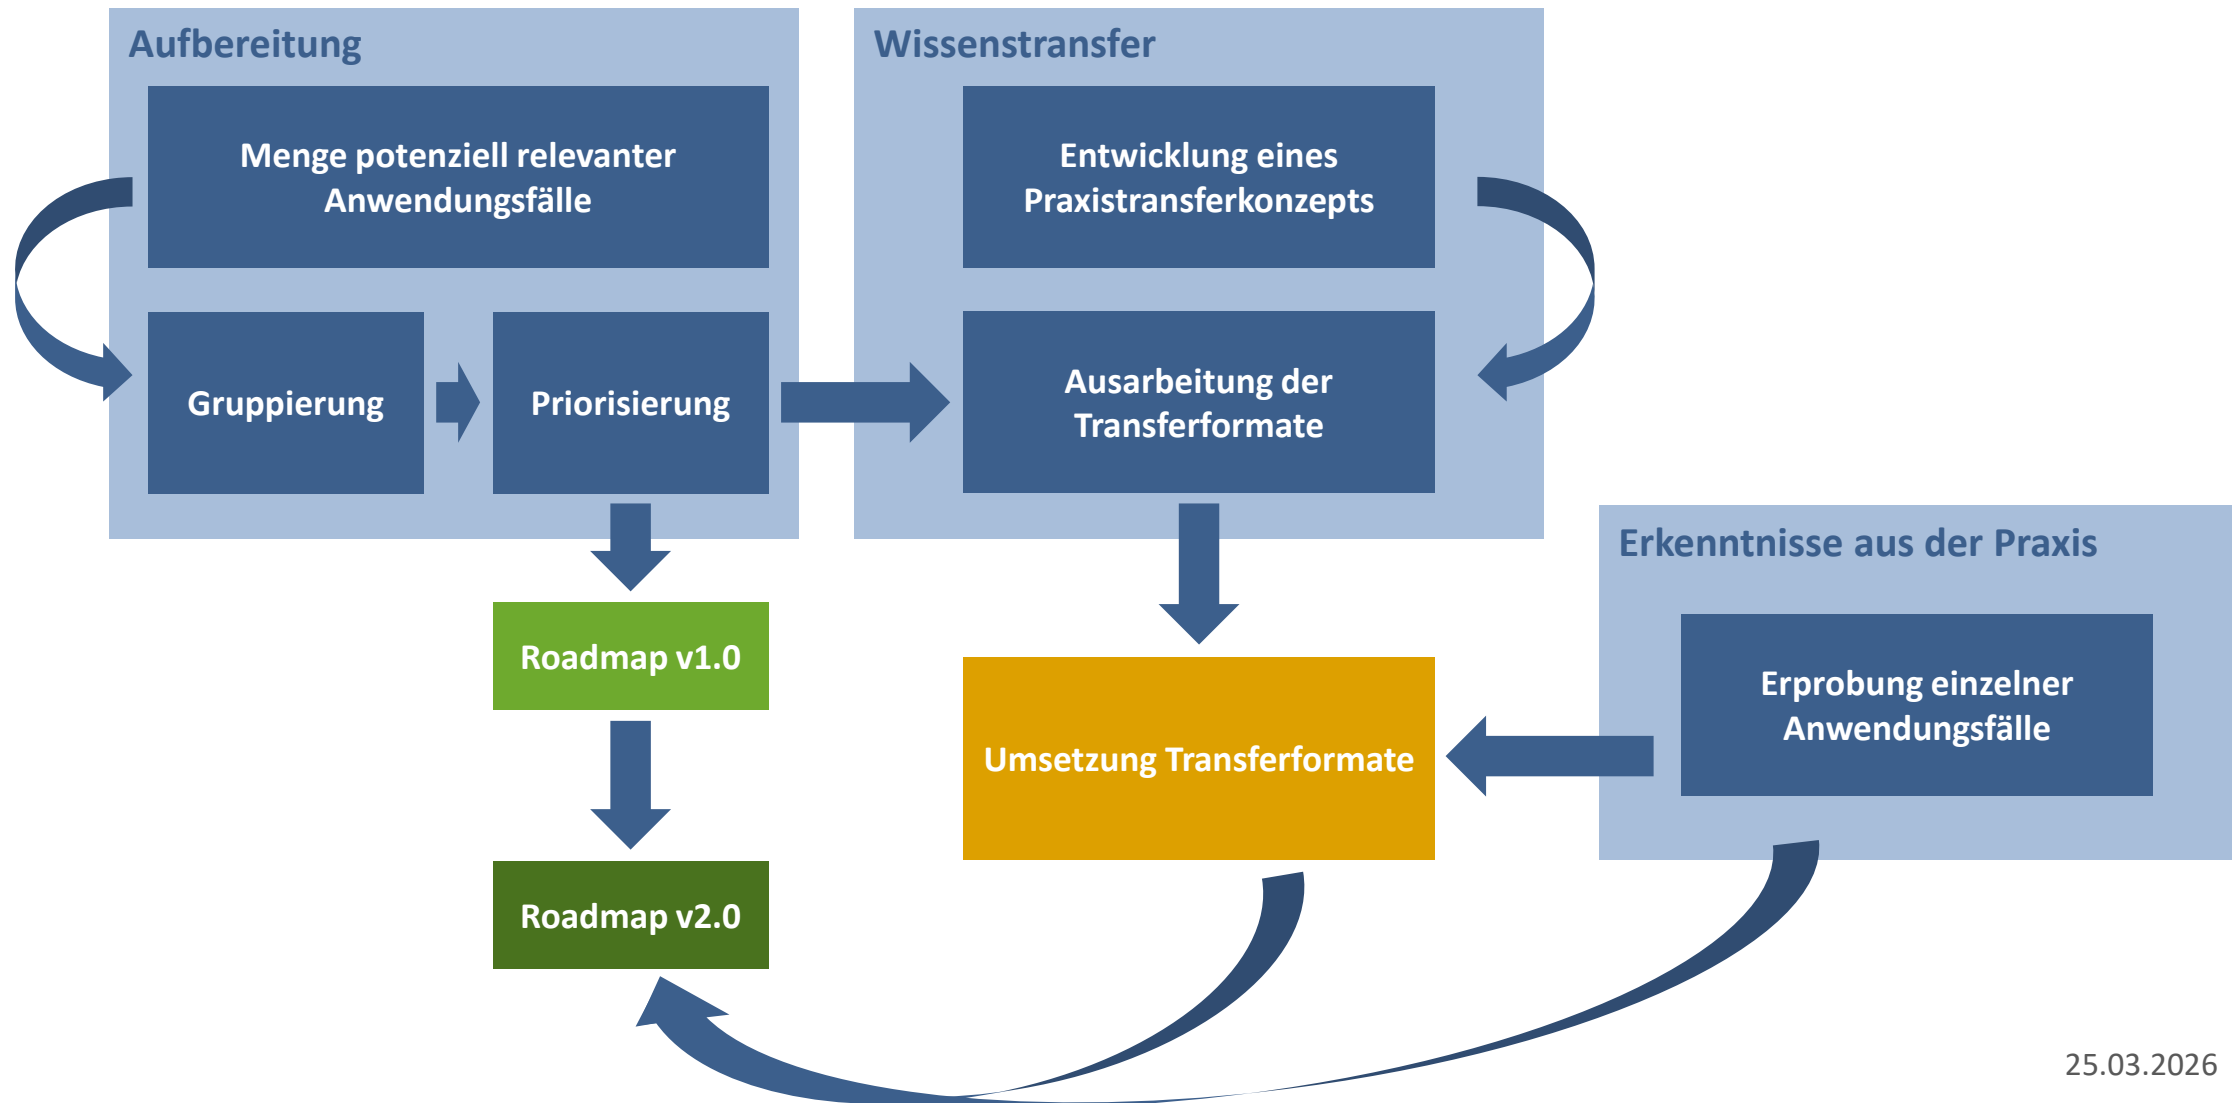 Aufbereitung
Menge potenziell relevanter
Anwendungsfälle
Gruppierung
Priorisierung
Wissenstransfer
Entwicklung eines
Praxistransferkonzepts
Ausarbeitung der
Transferformate
Erkenntnisse aus der Praxis
Erprobung einzelner
Anwendungsfälle
Roadmap v1.0
Umsetzung Transferformate
Roadmap v2.0
25.03.2026